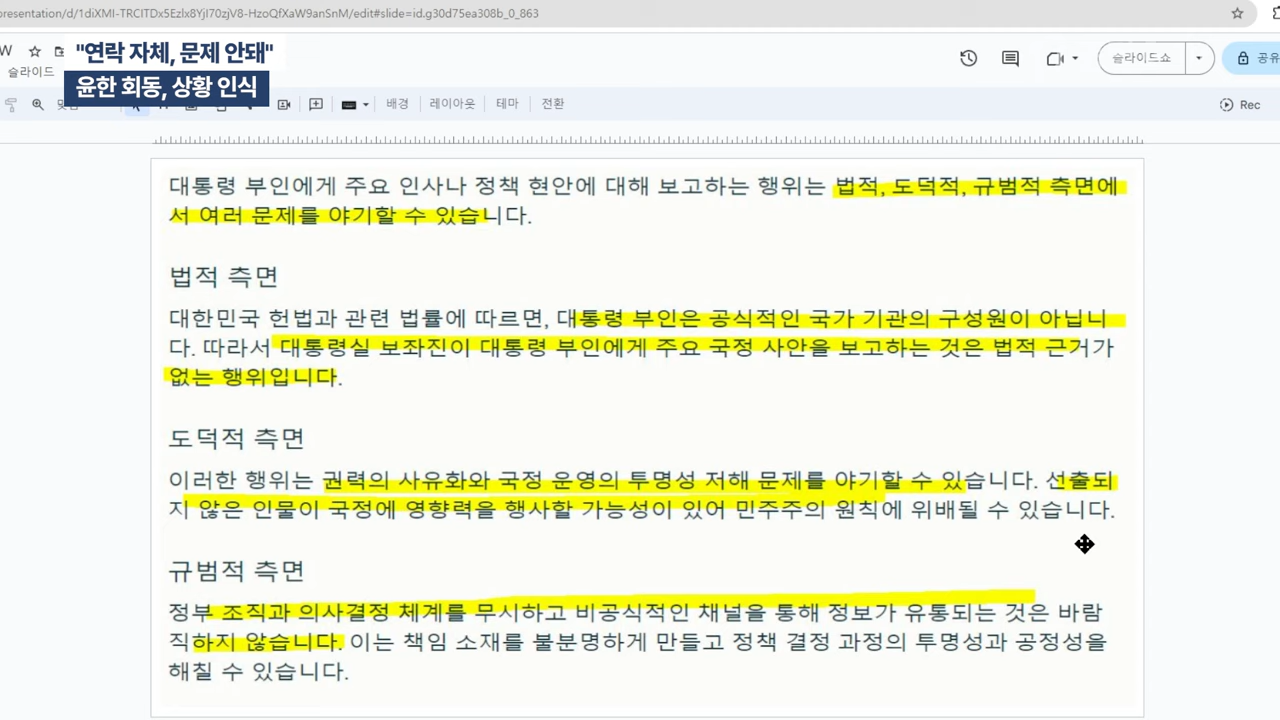 resentation/d/1diXMI-TRCITDx5Ezlx8YjI70zjV8-HzoQfXaW9anSnM/edit#slide=id.g30d75ea308b_0_863
W
"연락 자체, 문제 안돼"
슬라이드
윤한 회동, 상황 인식
슬라이드쇼
공유
배경
레이아웃
테마
전환
Rec
대통령 부인에게 주요 인사나 정책 현안에 대해 보고하는 행위는 법적, 도덕적, 규범적 측면에
서 여러 문제를 야기할 수 있습니다.
법적 측면
대한민국 헌법과 관련 법률에 따르면, 대통령 부인은 공식적인 국가 기관의 구성원이 아닙니
다. 따라서 대통령실 보좌진이 대통령 부인에게 주요 국정 사안을 보고하는 것은 법적 근거가
없는 행위입니다.
도덕적 측면
이러한 행위는 권력의 사유화와 국정 운영의 투명성 저해 문제를 야기할 수 있습니다. 선출되
지 않은 인물이 국정에 영향력을 행사할 가능성이 있어 민주주의 원칙에 위배될 수 있습니다.
규범적 측면
정부 조직과 의사결정 체계를 무시하고 비공식적인 채널을 통해 정보가 유통되는 것은 바람
직하지 않습니다. 이는 책임 소재를 불분명하게 만들고 정책 결정 과정의 투명성과 공정성을
해칠 수 있습니다.